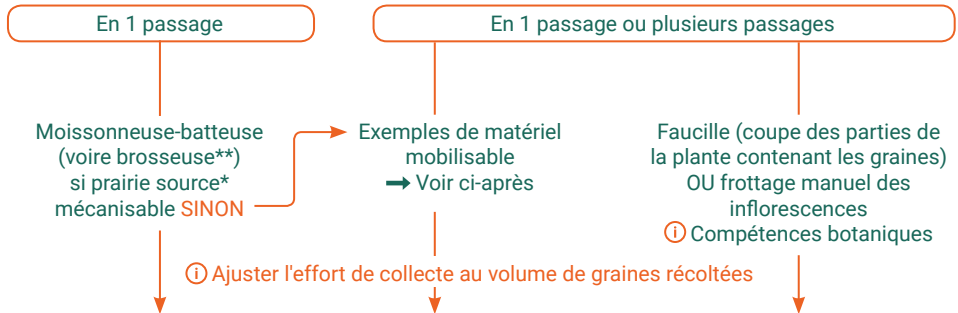 En 1 passage
En 1 passage ou plusieurs passages
Moissonneuse-batteuse
(voire brosseuse**)
si prairie source*
mécanisable SINON
Exemples de matériel
mobilisable
➞ Voir ci-après
Faucille (coupe des parties de
la plante contenant les graines)
OU frottage manuel des
inflorescences
ⓘ Compétences botaniques
ⓘ Ajuster l'effort de collecte au volume de graines récoltées